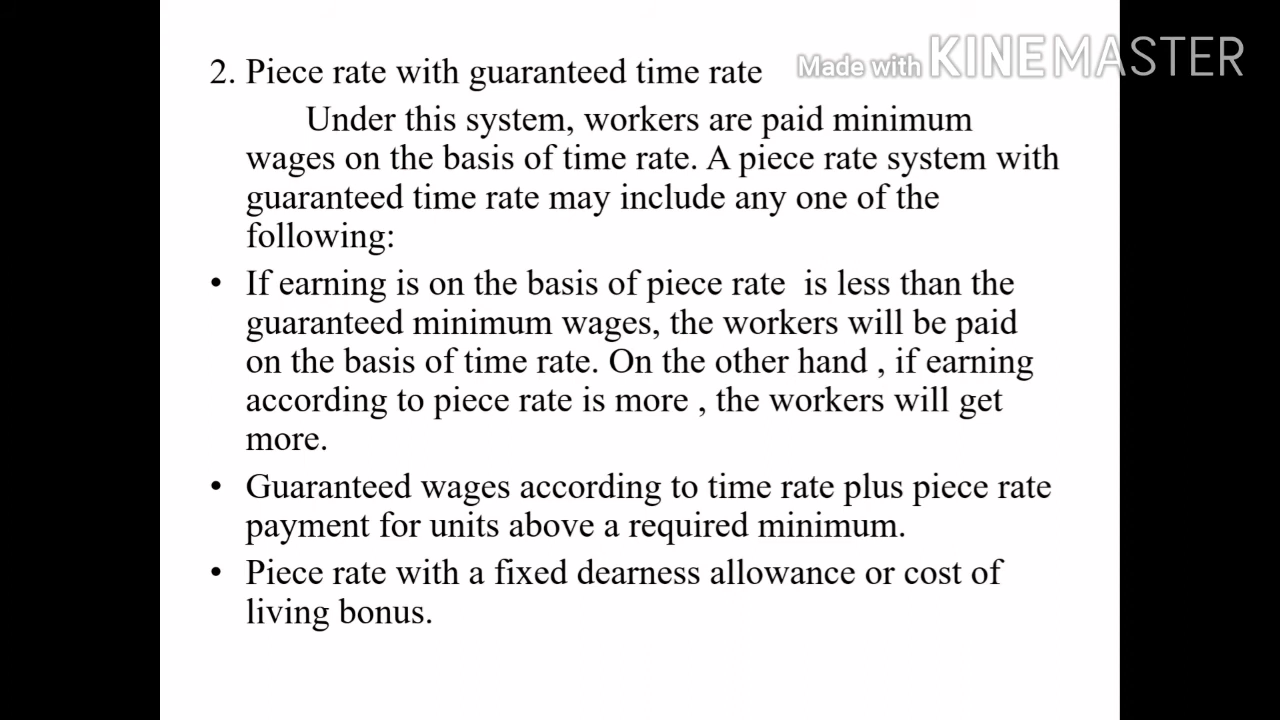 Made with KINEMASTER
2. Piece rate with guaranteed time rate
Under this system, workers are paid minimum
wages on the basis of time rate. A piece rate system with
guaranteed time rate may include any one of the
following:
• If earning is on the basis of piece rate  is less than the
guaranteed minimum wages, the workers will be paid
on the basis of time rate. On the other hand , if earning
according to piece rate is more , the workers will get
more.
• Guaranteed wages according to time rate plus piece rate
payment for units above a required minimum.
• Piece rate with a fixed dearness allowance or cost of
living bonus.